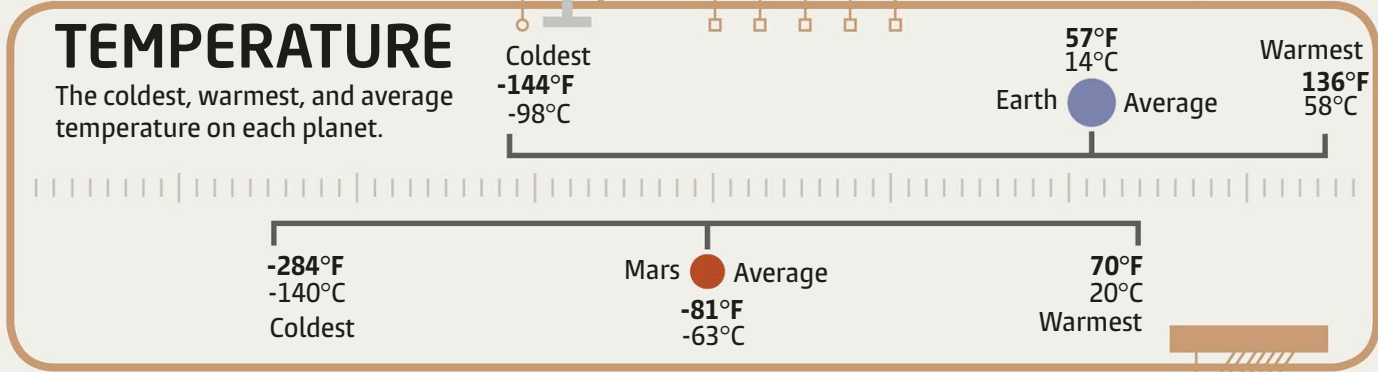 TEMPERATURE
The coldest, warmest, and average
temperature on each planet.
Coldest
-144°F
-98°C
57°F
14°C
Earth
Average
Warmest
136°F
58°C
-284°F
-140°C
Coldest
Mars
Average
-81°F
-63°C
70°F
20°C
Warmest